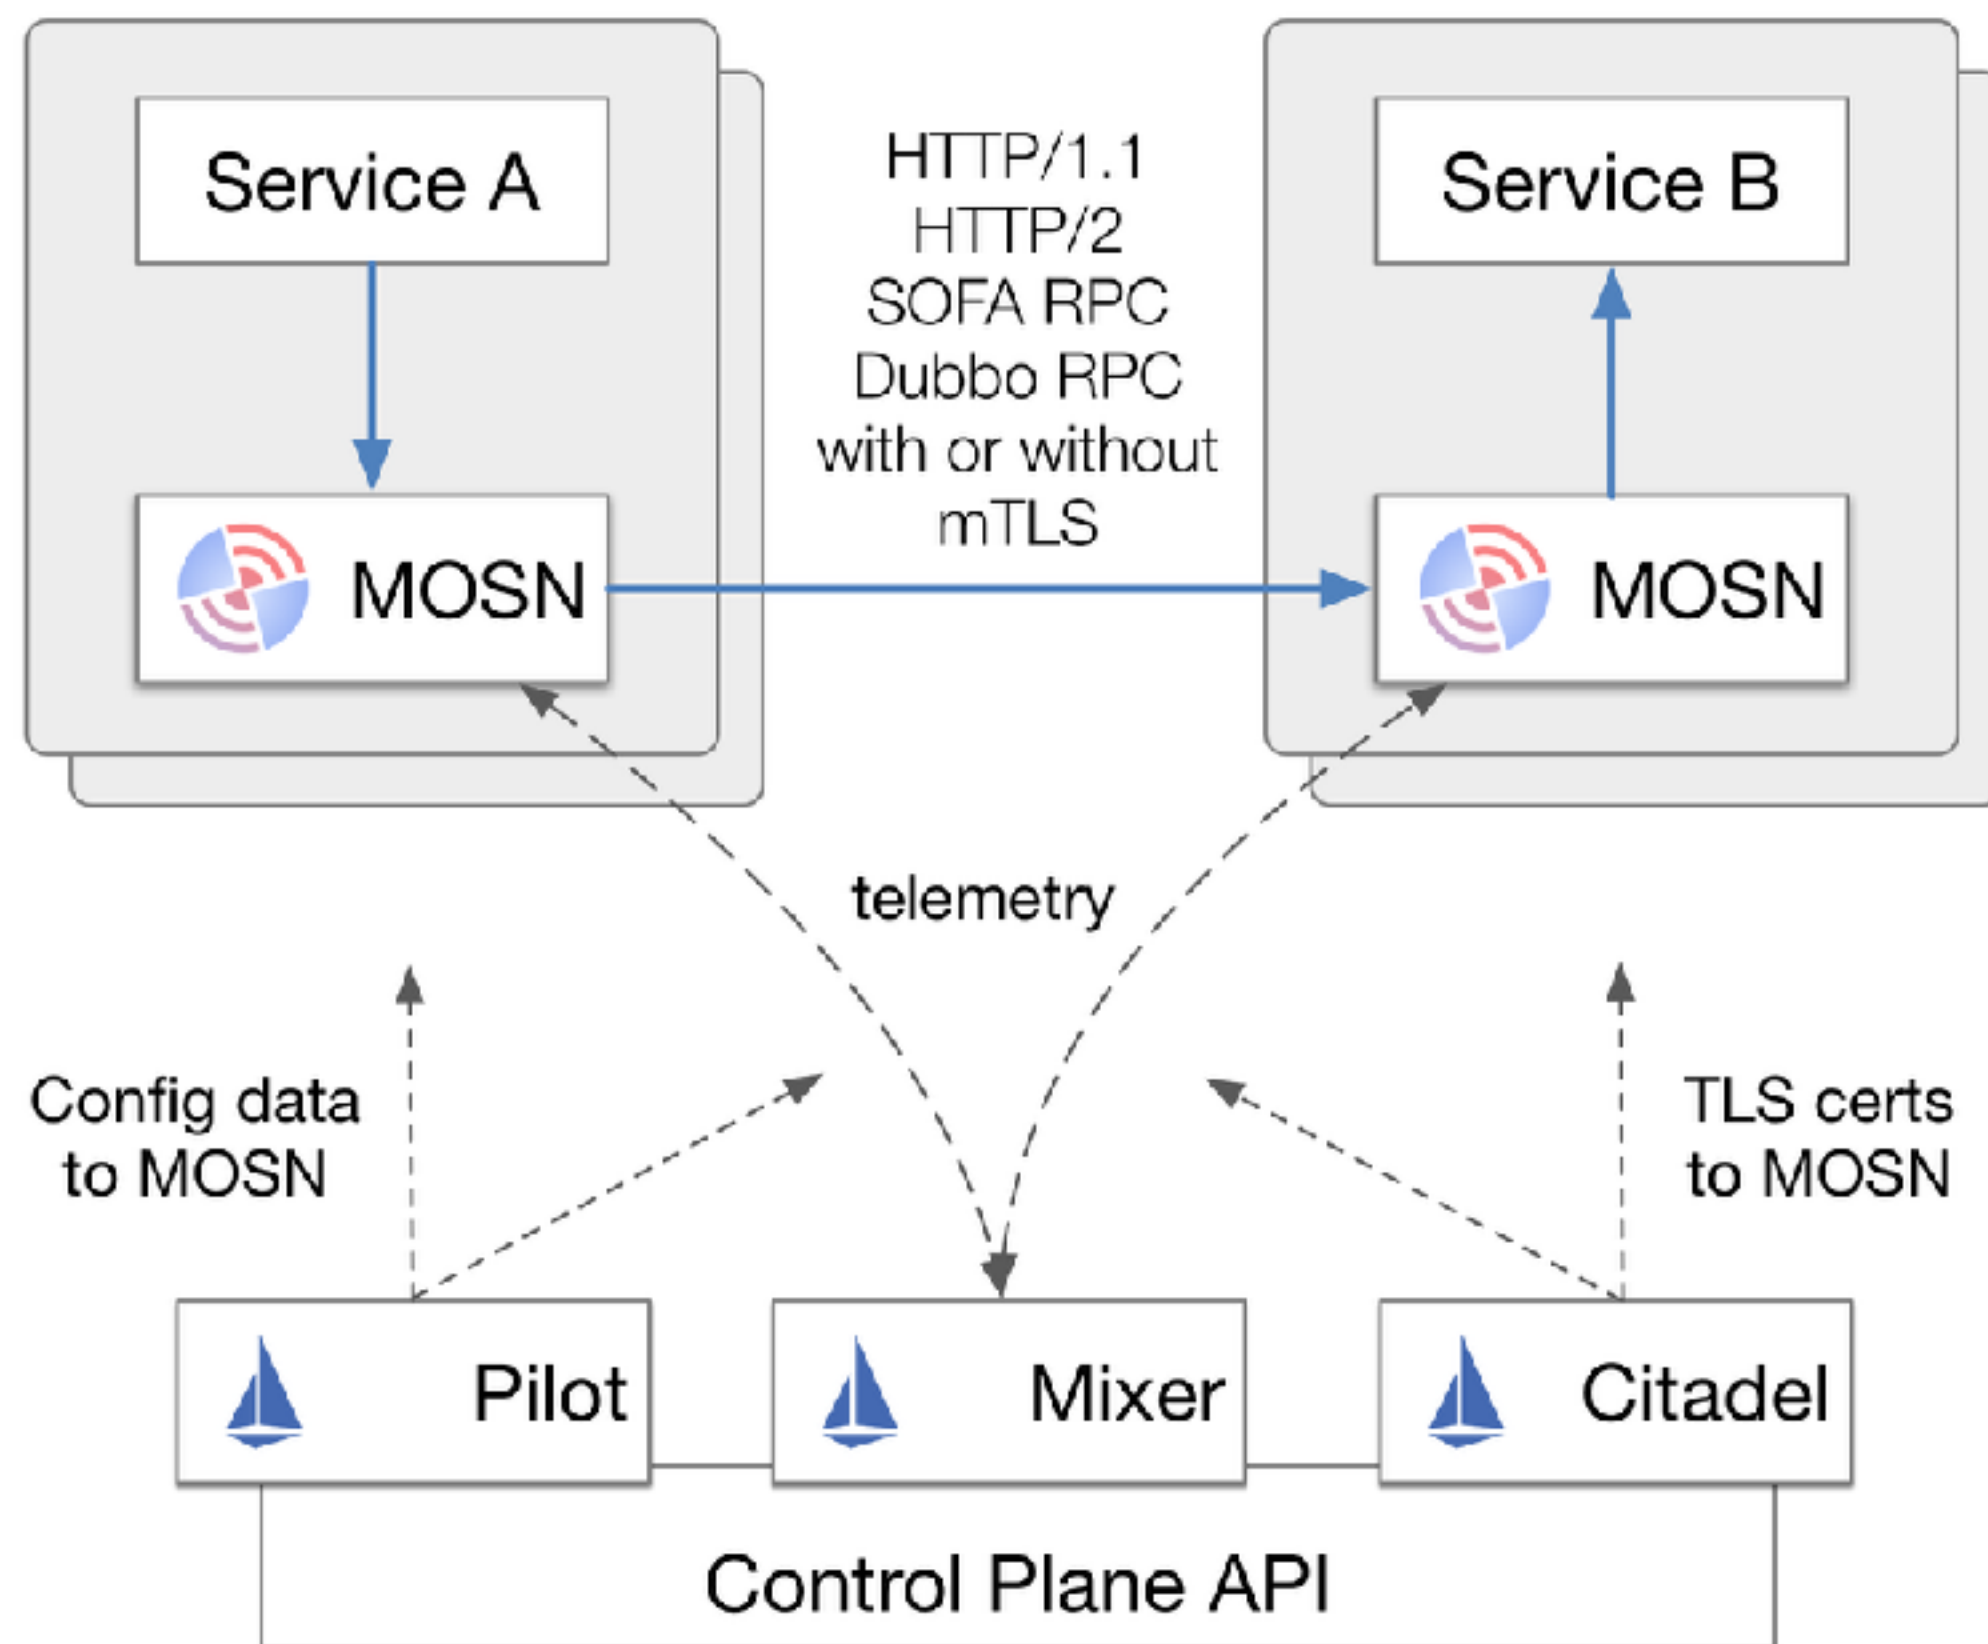 Service A
HTTP/1.1
HTTP/2
SOFA RPC
Dubbo RPC
with or without
mTLS
Service B
MOSN
MOSN
telemetry
Config data
to MOSN
TLS certs
to MOSN
Pilot
Mixer
Citadel
Control Plane API